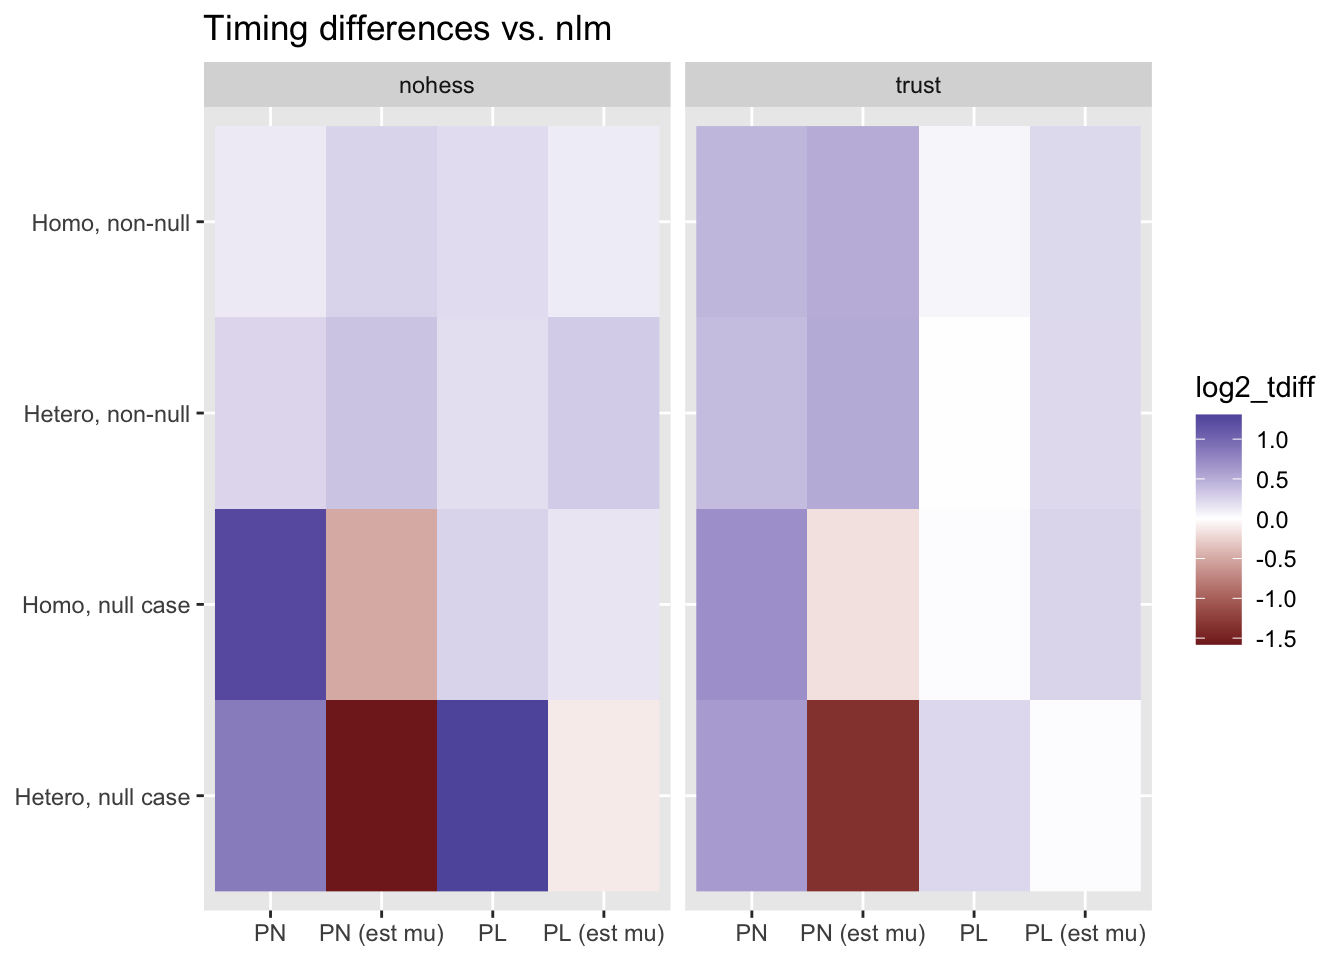 Timing differences vs. nlm
nohess
trust
Homo, non-null
Hetero, non-null
Homo, null case
Hetero, null case
PN PN (est mu) PL PL (est mu)
PN PN (est mu) PL PL (est mu)
log2_tdiff
1.0
0.5
0.0
-0.5
-1.0
-1.5